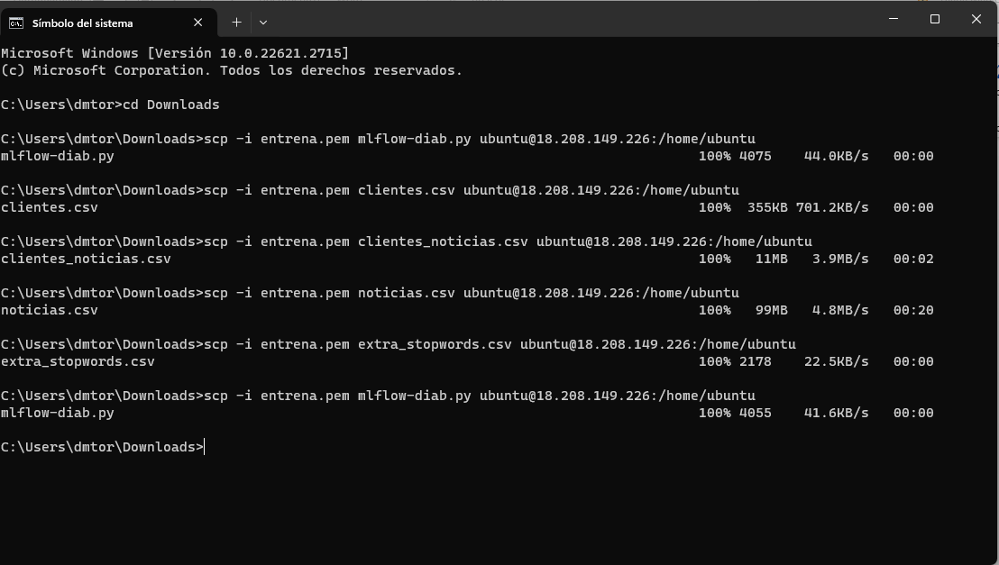 Símbolo del sistema
Microsoft Windows [Versión 10.0.22621.2715]
(c) Microsoft Corporation. Todos los derechos reservados.
C:\Users\dmtor>cd Downloads
C:\Users\dmtor\Downloads>scp -i entrena.pem mlflow-diab.py ubuntu@18.208.149.226:/home/ubuntu
mlflow-diab.py 100% 4075 44.0KB/s 00:00
C:\Users\dmtor\Downloads>scp -i entrena.pem clientes.csv ubuntu@18.208.149.226:/home/ubuntu
clientes.csv 100% 355KB 701.2KB/s 00:00
C:\Users\dmtor\Downloads>scp -i entrena.pem clientes_noticias.csv ubuntu@18.208.149.226:/home/ubuntu
clientes_noticias.csv 100% 11MB 3.9MB/s 00:02
C:\Users\dmtor\Downloads>scp -i entrena.pem noticias.csv ubuntu@18.208.149.226:/home/ubuntu
noticias.csv 100% 99MB 4.8MB/s 00:20
C:\Users\dmtor\Downloads>scp -i entrena.pem extra_stopwords.csv ubuntu@18.208.149.226:/home/ubuntu
extra_stopwords.csv 100% 2178 22.5KB/s 00:00
C:\Users\dmtor\Downloads>scp -i entrena.pem mlflow-diab.py ubuntu@18.208.149.226:/home/ubuntu
mlflow-diab.py 100% 4055 41.6KB/s 00:00
C:\Users\dmtor\Downloads>